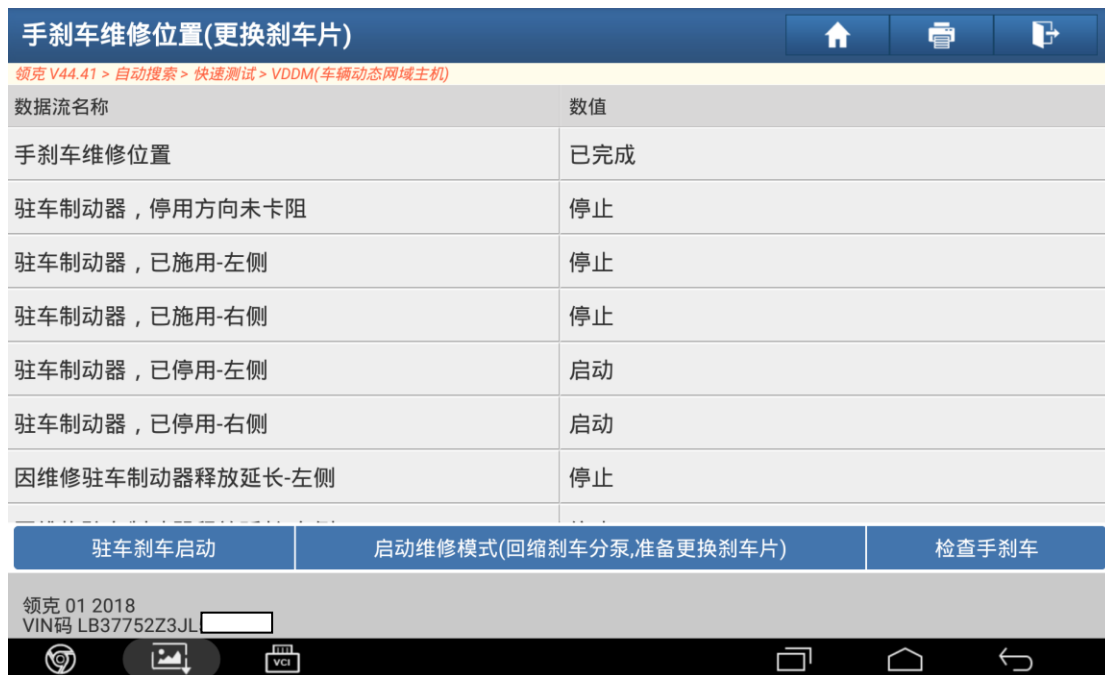 手刹车维修位置(更换刹车片)
领克 V44.41 > 自动搜索 > 快速测试 > VDDM(车辆动态网域主机)
数据流名称 数值
手刹车维修位置 已完成
驻车制动器，停用方向未卡阻 停止
驻车制动器，已施用-左侧 停止
驻车制动器，已施用-右侧 停止
驻车制动器，已停用-左侧 启动
驻车制动器，已停用-右侧 启动
因维修驻车制动器释放延长-左侧 停止
驻车刹车启动 启动维修模式(回缩刹车分泵,准备更换刹车片) 检查手刹车
领克 01 2018
VIN码 LB37752Z3JL
VCI